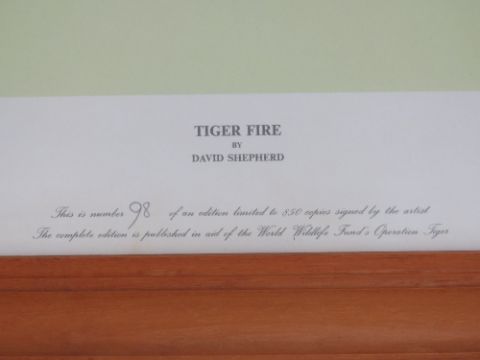 TIGER FIRE
BY
DAVID SHEPHERD
This is number 98 of an edition limited to 850 copies signed by the artist
The complete edition is published in aid of the World Wildlife Fund's Operation Tiger